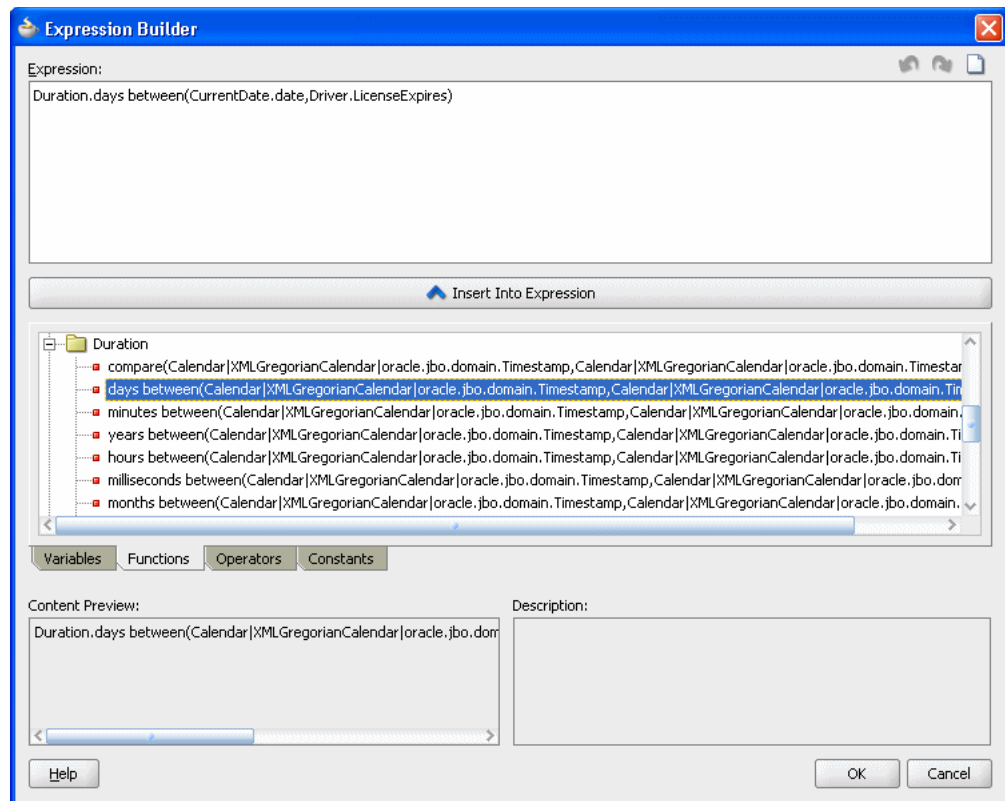 Expression Builder
Expression:
Duration.days between(CurrentDate.date,Driver.LicenseExpires)
Insert Into Expression
Duration
compare(Calendar|XMLGregorianCalendar|oracle.jbo.domain.Timestamp,Calendar|XMLGregorianCalendar|oracle.jbo.domain.Timestar
days between(Calendar|XMLGregorianCalendar|oracle.jbo.domain.Timestamp,Calendar|XMLGregorianCalendar|oracle.jbo.domain.Tin
minutes between(Calendar|XMLGregorianCalendar|oracle.jbo.domain.Timestamp,Calendar|XMLGregorianCalendar|oracle.jbo.domain.
years between(Calendar|XMLGregorianCalendar|oracle.jbo.domain.Timestamp,Calendar|XMLGregorianCalendar|oracle.jbo.domain.Ti
hours between(Calendar|XMLGregorianCalendar|oracle.jbo.domain.Timestamp,Calendar|XMLGregorianCalendar|oracle.jbo.domain.Ti
milliseconds between(Calendar|XMLGregorianCalendar|oracle.jbo.domain.Timestamp,Calendar|XMLGregorianCalendar|oracle.jbo.dom
months between(Calendar|XMLGregorianCalendar|oracle.jbo.domain.Timestamp,Calendar|XMLGregorianCalendar|oracle.jbo.domain.
Variables Functions Operators Constants
Content Preview: Description:
Duration.days between(Calendar|XMLGregorianCalendar|oracle.jbo.dom
Help OK Cancel